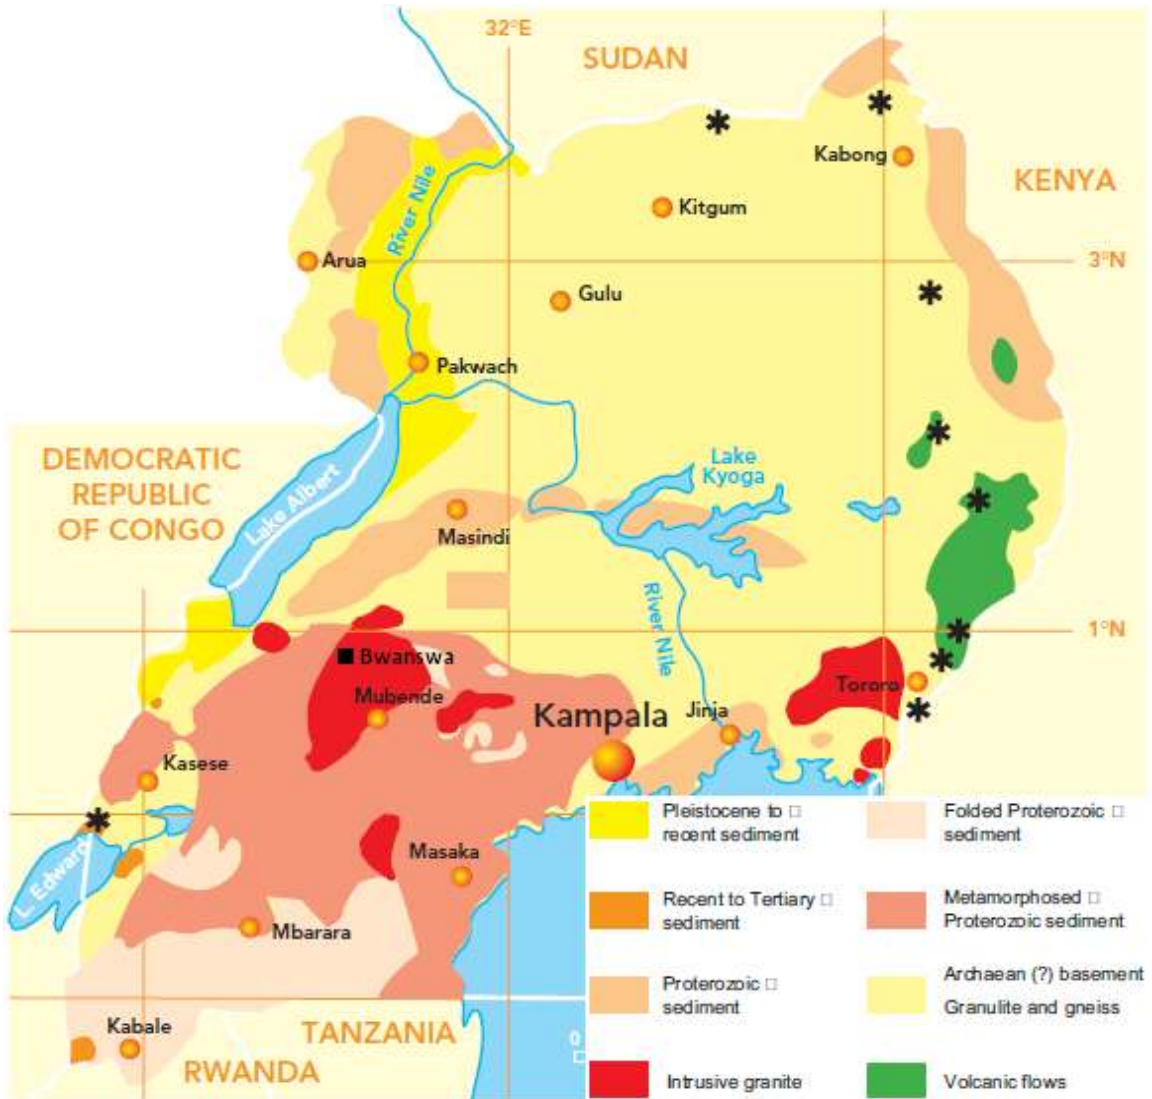 32°E
SUDAN
Kabong
KENYA
River Nile
Kitgum
Arua
3°N
Gulu
Pakwach
DEMOCRATIC
REPUBLIC
OF CONGO
Lake Albert
Lake
Kyoga
Masindi
River Nile
1°N
Bwanswa
Mubende
Tororo
Kampala
Jinja
Kasese
L. Edward
Masaka
Mbarara
Kabale
TANZANIA
RWANDA
0
Pleistocene to □
recent sediment
Recent to Tertiary □
sediment
Proterozoic □
sediment
Intrusive granite
Folded Proterozoic □
sediment
Metamorphosed □
Proterozoic sediment
Archaean (?) basement
Granulite and gneiss
Volcanic flows